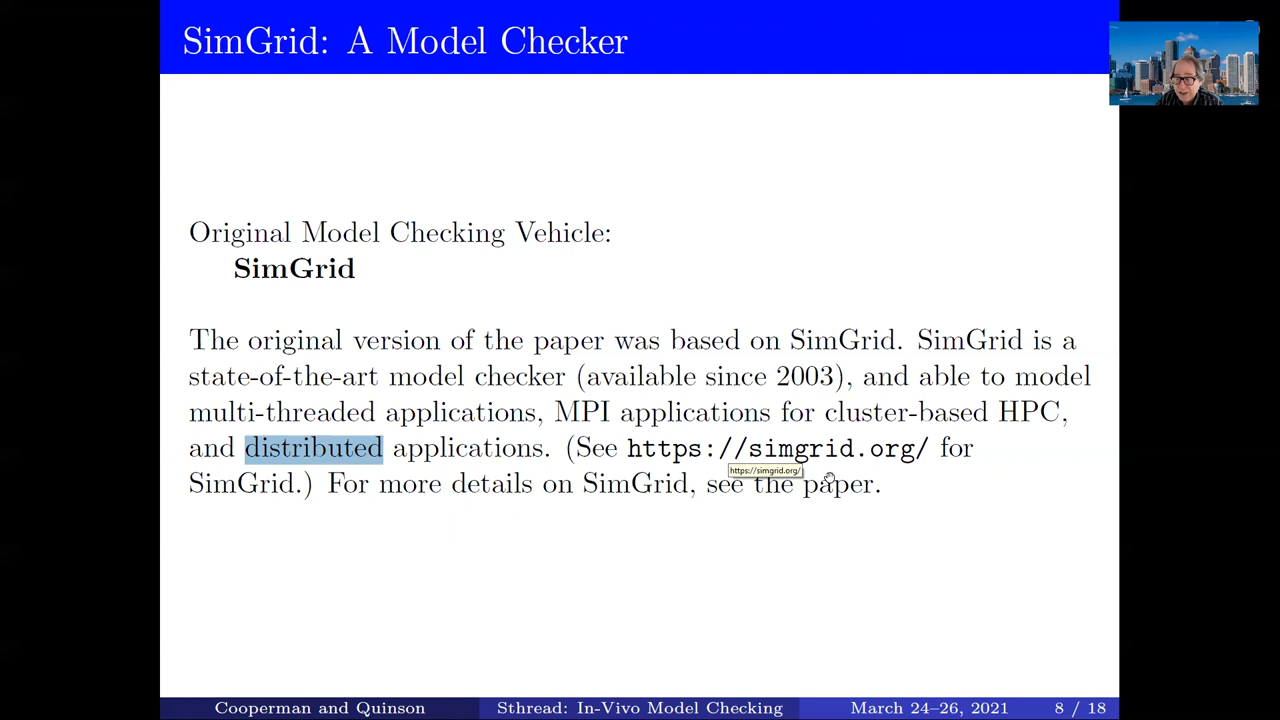 SimGrid: A Model Checker
Original Model Checking Vehicle:
SimGrid
The original version of the paper was based on SimGrid. SimGrid is a
state-of-the-art model checker (available since 2003), and able to model
multi-threaded applications, MPI applications for cluster-based HPC,
and distributed applications. (See https://simgrid.org/ for
https://simgrid.org/
SimGrid.) For more details on SimGrid, see the paper.
Cooperman and Quinson Sthread: In-Vivo Model Checking March 24–26, 2021 8 / 18